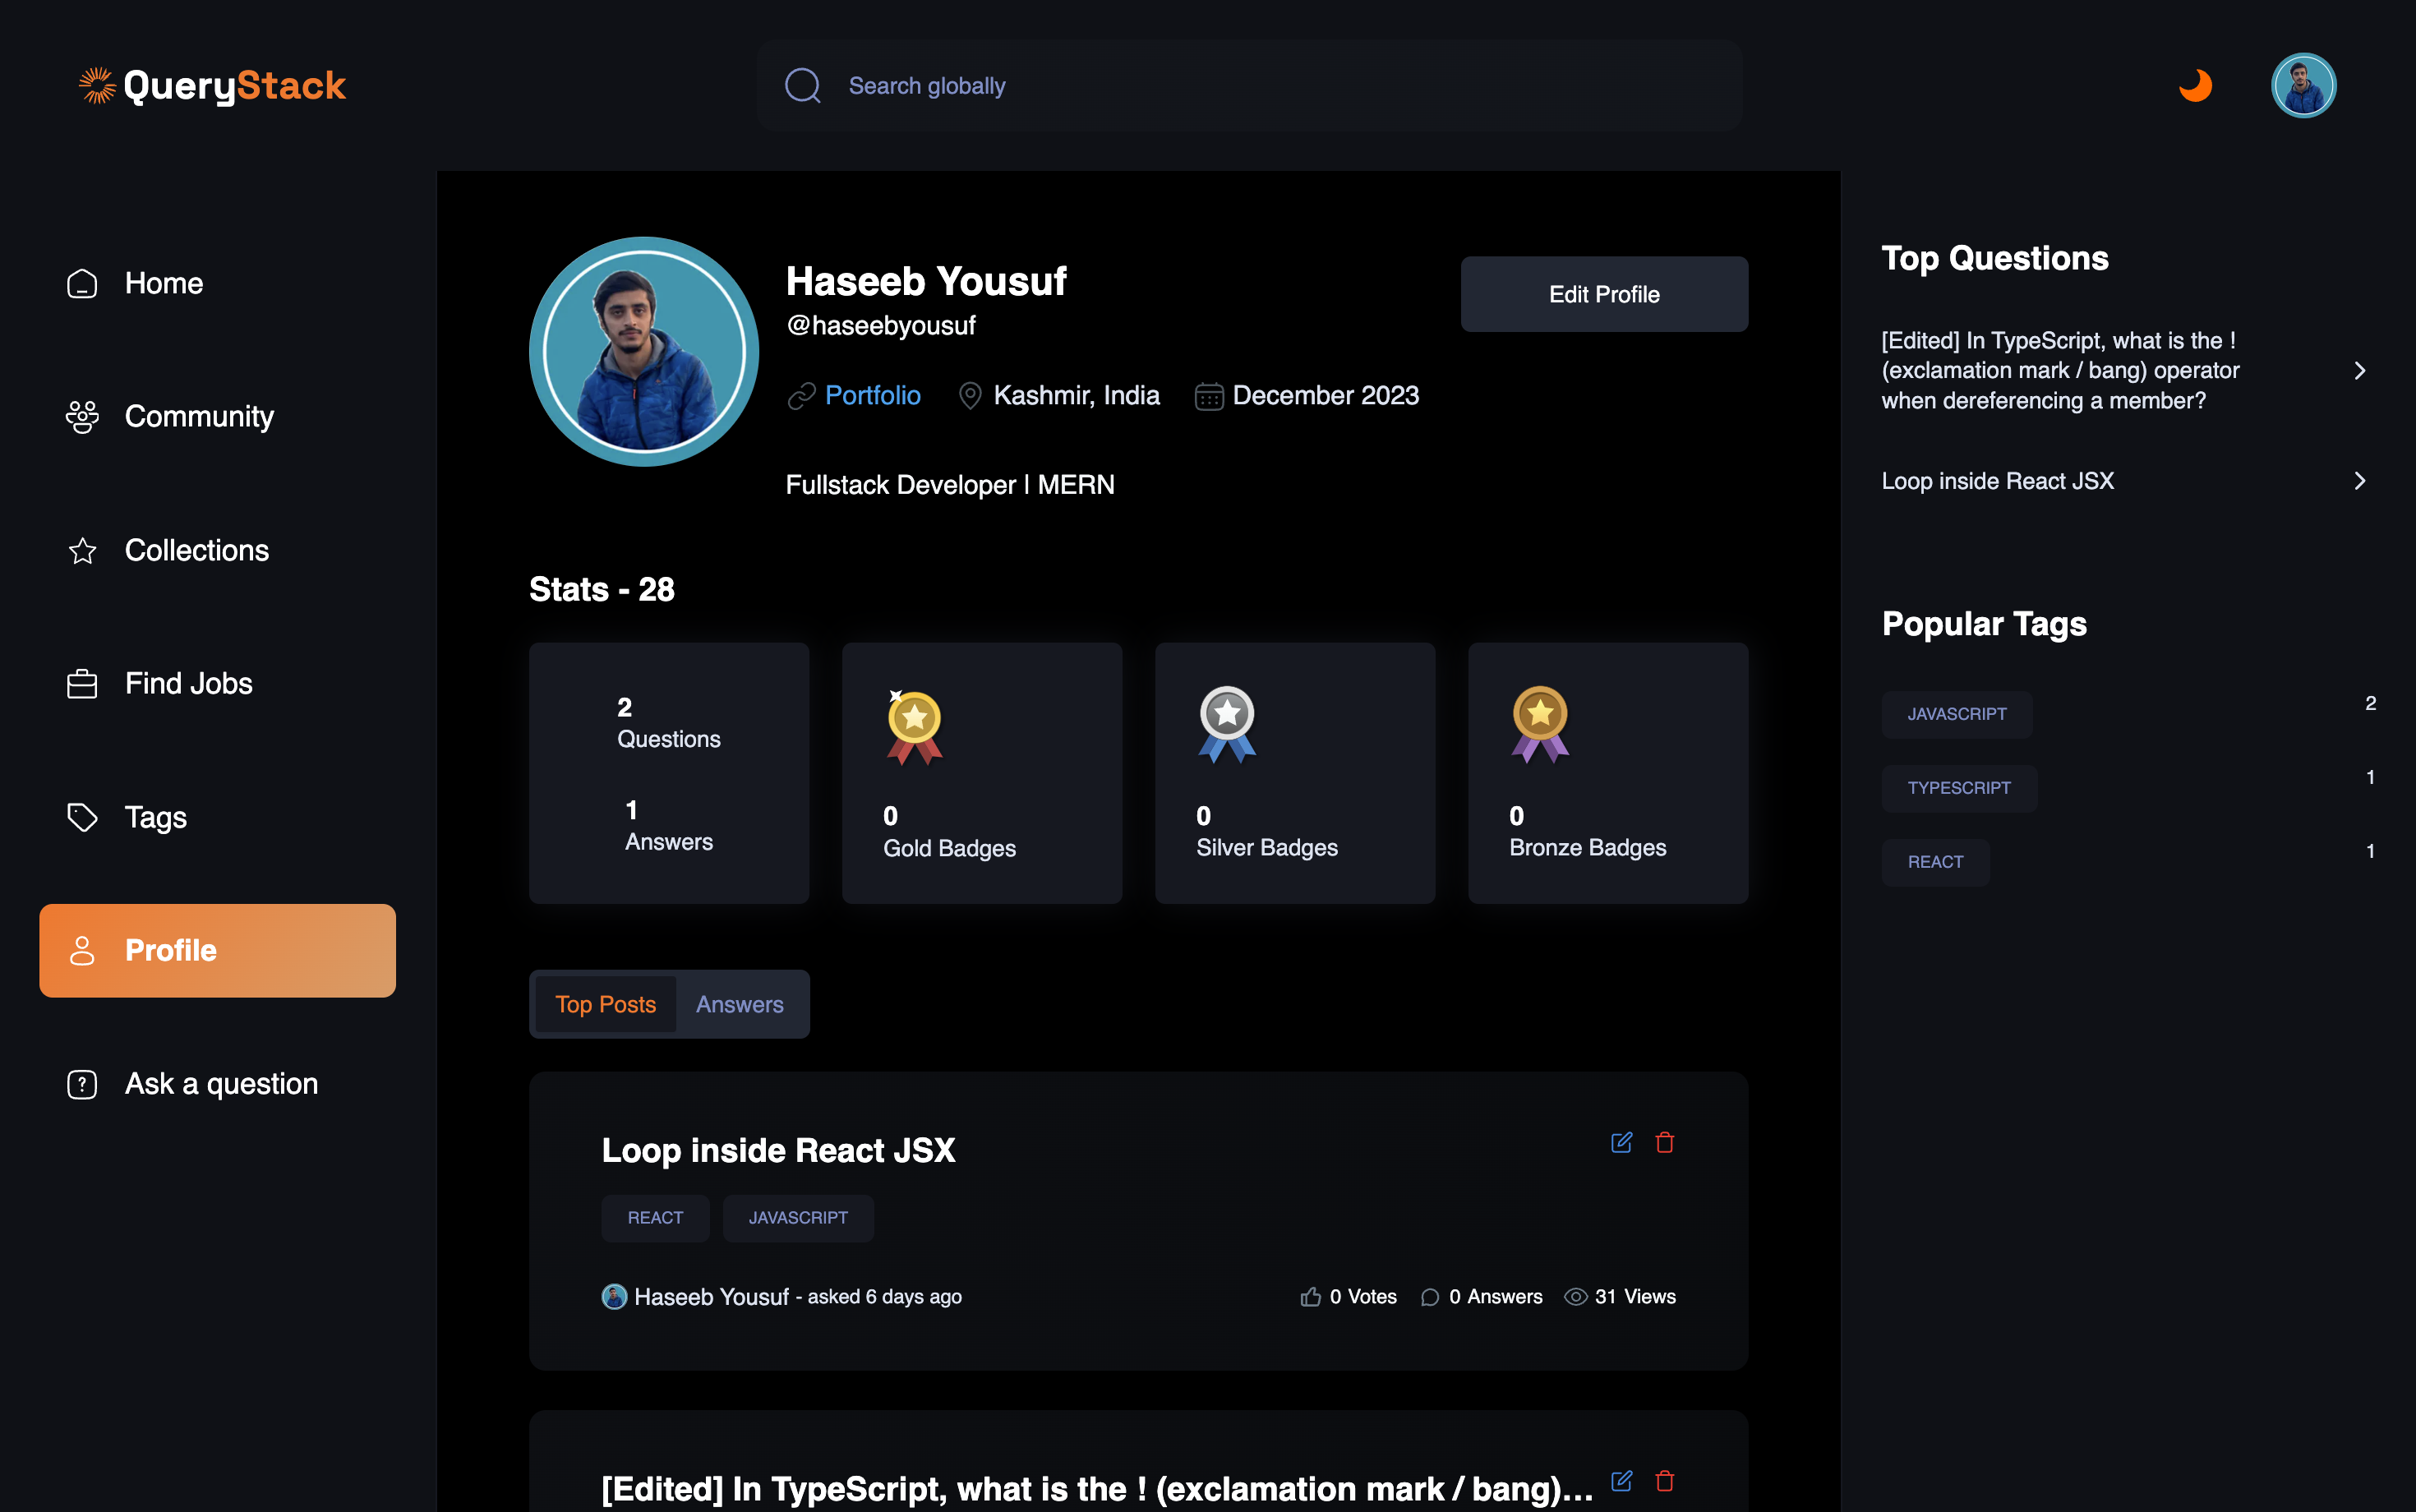 QueryStack
Search globally
Home
Community
Collections
Find Jobs
Tags
Profile
Ask a question
Haseeb Yousuf
@haseebyousuf
Edit Profile
Portfolio
Kashmir, India
December 2023
Fullstack Developer | MERN
Stats - 28
2
Questions
1
Answers
0
Gold Badges
0
Silver Badges
0
Bronze Badges
Top Posts
Answers
Loop inside React JSX
REACT
JAVASCRIPT
Haseeb Yousuf - asked 6 days ago
0 Votes
0 Answers
31 Views
[Edited] In TypeScript, what is the ! (exclamation mark / bang)...
Top Questions
[Edited] In TypeScript, what is the !
(exclamation mark / bang) operator
when dereferencing a member?
Loop inside React JSX
Popular Tags
JAVASCRIPT 2
TYPESCRIPT 1
REACT 1